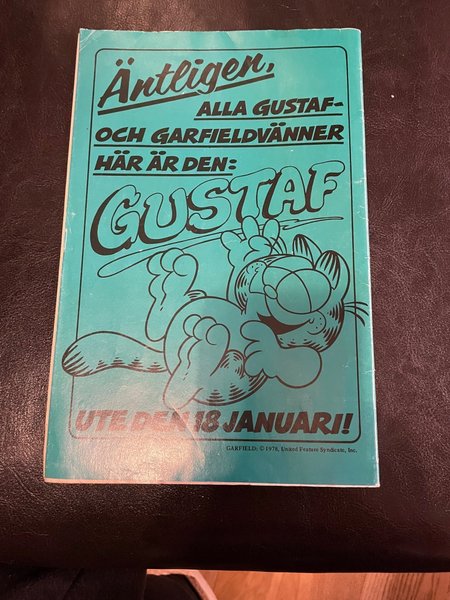 Äntligen,
ALLA GUSTAF-
OCH GARFIELDVÄNNER
HÄR ÄR DEN:
GUSTAF
UTE DEN 18 JANUARI!
GARFIELD: © 1978, United Feature Syndicate, Inc.